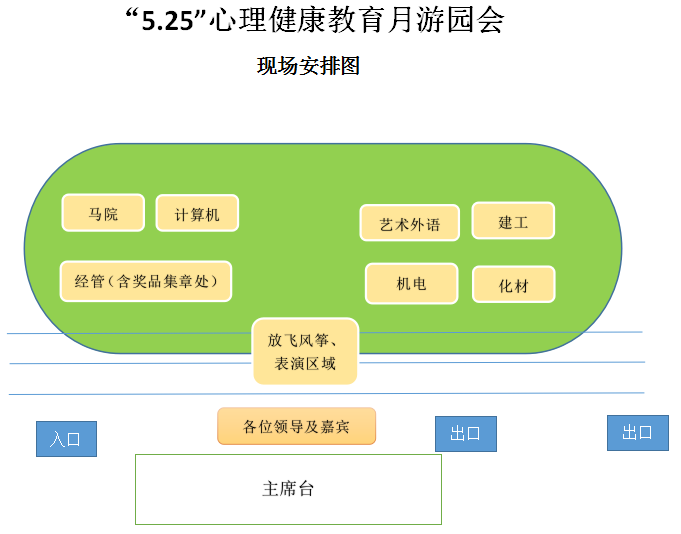 “5.25”心理健康教育月游园会
现场安排图
马院
计算机
艺术外语
建工
经管（含奖品集章处）
机电
化材
放飞风筝、
表演区域
入口
各位领导及嘉宾
出口
出口
主席台